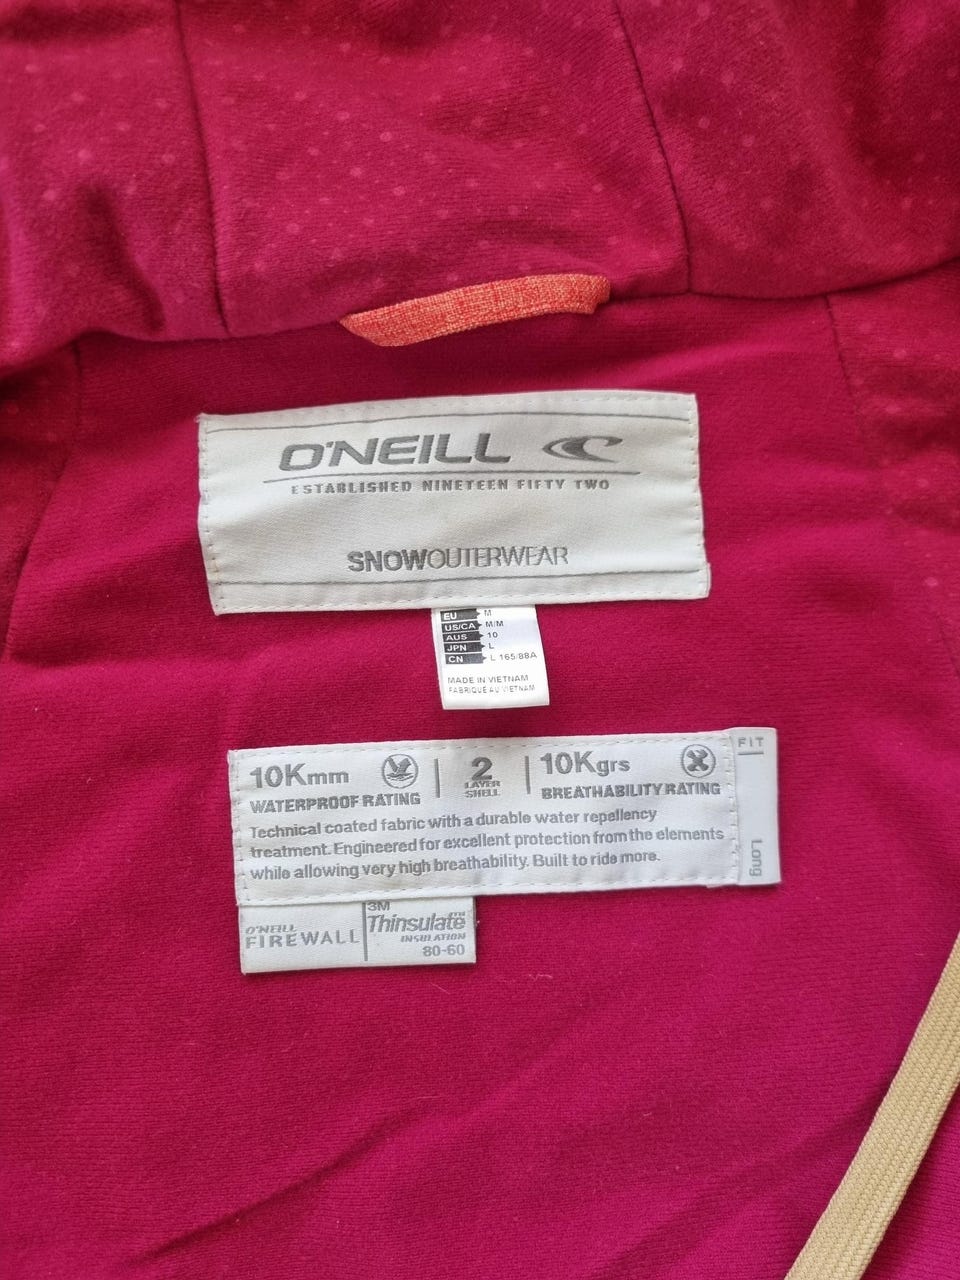 O'NEILL
ESTABLISHED NINETEEN FIFTY TWO
SNOWOUTERWEAR
EU M
US/CA M/M
AUS 10
JPN L
CN L 165/88A
MADE IN VIETNAM
FABRIQUÉ AU VIETNAM
10Kmm
WATERPROOF RATING
2
LAYER
SHELL
10Kgrs
BREATHABILITY RATING
Technical coated fabric with a durable water repellency
treatment. Engineered for excellent protection from the elements
while allowing very high breathability. Built to ride more.
FIT
Long
O'NEILL
FIREWALL
3M
Thinsulate™
INSULATION
80-60